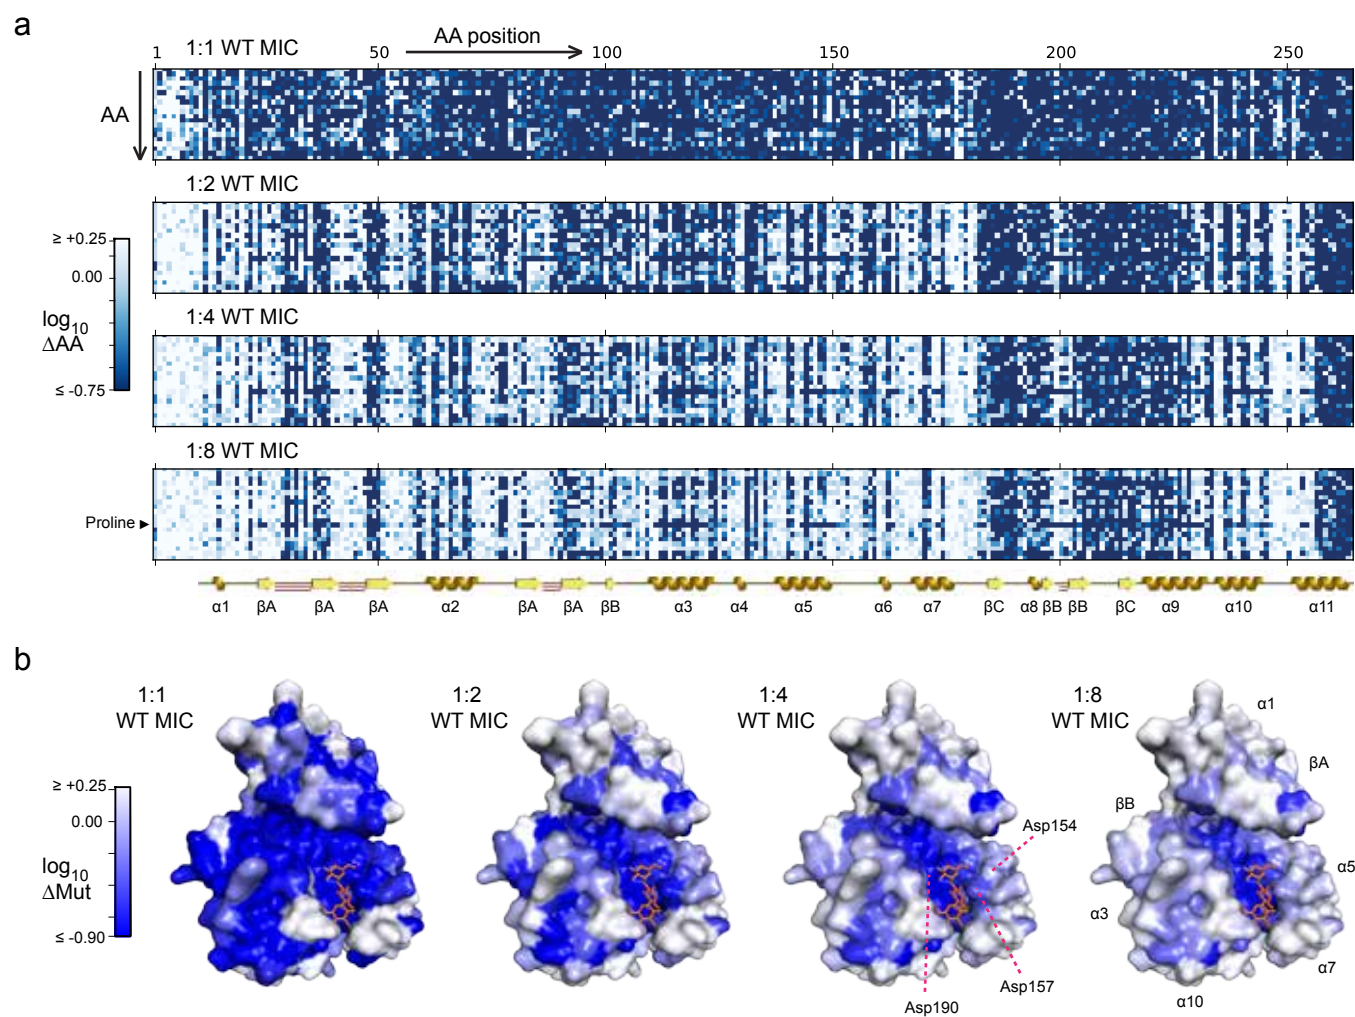 a
1:1 WT MIC
AA position
1 50 100 150 200 250
AA
1:2 WT MIC
≥ +0.25
0.00
log10
ΔAA
≤ -0.75
1:4 WT MIC
1:8 WT MIC
Proline
α1 βA βA βA α2 βA βA βB α3 α4 α5 α6 α7 βC α8 βB βB βC α9 α10 α11
b
1:1
WT MIC
1:2
WT MIC
1:4
WT MIC
1:8
WT MIC
≥ +0.25
0.00
log10
ΔMut
≤ -0.90
Asp154
Asp157
Asp190
α1
βA
βB
α5
α3
α7
α10